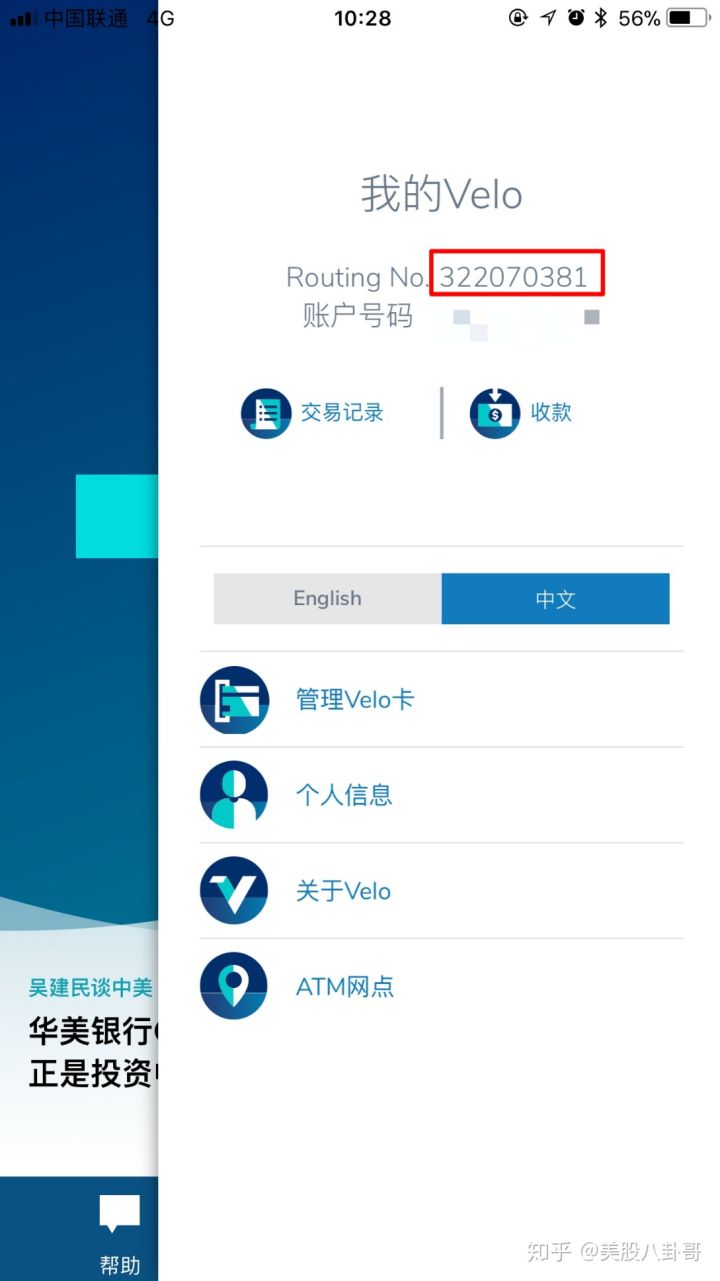 中国联通 4G 10:28 56%
我的Velo
Routing No. 322070381
账户号码
交易记录 收款
English 中文
管理Velo卡
个人信息
关于Velo
ATM网点
吴建民谈中美
华美银行
正是投资
帮助
知乎 @美股八卦哥